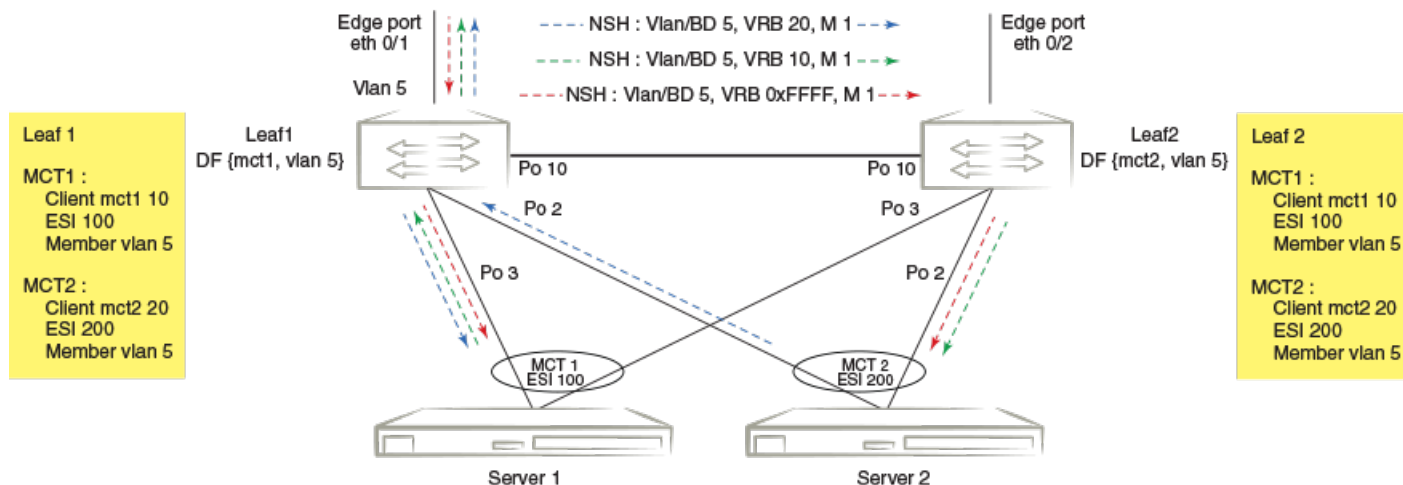 Edge port
eth 0/1
Vlan 5
NSH : Vlan/BD 5, VRB 20, M 1
NSH : Vlan/BD 5, VRB 10, M 1
NSH : Vlan/BD 5, VRB 0xFFFF, M 1
Edge port
eth 0/2
Leaf 1
MCT1 :
Client mct1 10
ESI 100
Member vlan 5
MCT2 :
Client mct2 20
ESI 200
Member vlan 5
Leaf1
DF {mct1, vlan 5}
Po 10
Po 10
Leaf2
DF {mct2, vlan 5}
Leaf 2
MCT1 :
Client mct1 10
ESI 100
Member vlan 5
MCT2 :
Client mct2 20
ESI 200
Member vlan 5
Po 2
Po 3
Po 3
Po 2
MCT 1
ESI 100
MCT 2
ESI 200
Server 1
Server 2